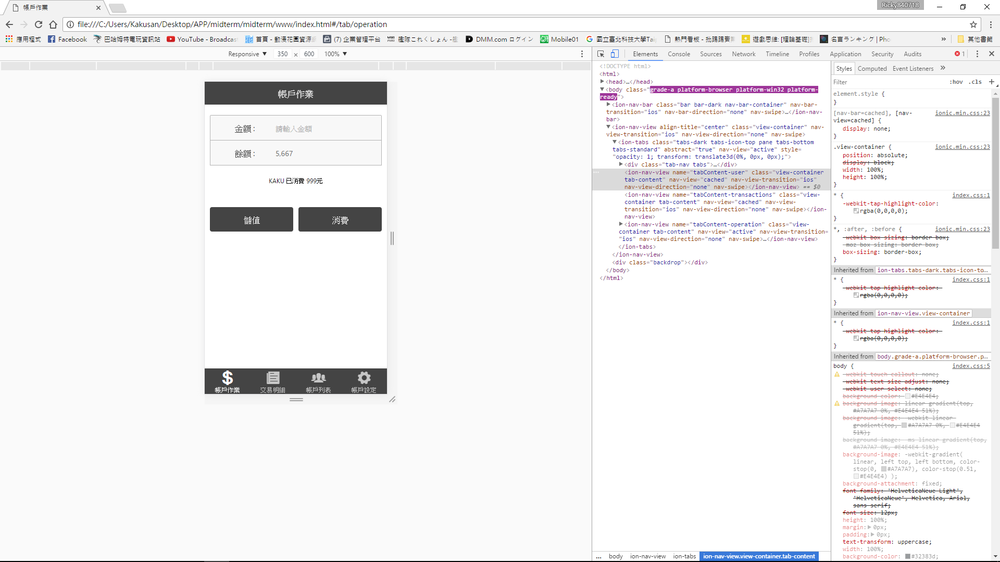 帳戶作業
Ricky840718
file:///C:/Users/Kakusan/Desktop/APP/midterm/midterm/www/index.html#/tab/operation
應用程式 Facebook 巴哈姆特電玩資訊站 YouTube - Broadcas 首頁 - 動漫花園資源 (7) 企業管理平台 艦隊これくしょん -艦 DMM.com ログイン Mobile01 國立臺北科技大學Tai 熱門看板 - 批踢踢實 遊戲思維: [理論基礎] 名言ランキング | Pho » 其他書籤
Responsive ▼ 350 × 600 100% ▼
Elements Console Sources Network Timeline Profiles Application Security Audits 1
帳戶作業
金額 : 請輸入金額
餘額 : 5,667
KAKU 已消費 999元
儲值 消費
帳戶作業 交易明細 帳戶列表 帳戶設定
<!DOCTYPE html>
<html>
<head>…</head>
<body class="grade-a platform-browser platform-win32 platform-
ready">
<ion-nav-bar class="bar bar-dark nav-bar-container" nav-bar-
transition="ios" nav-bar-direction="none" nav-swipe>…</ion-nav-
bar>
<ion-nav-view align-title="center" class="view-container" nav-
view-transition="ios" nav-view-direction="none" nav-swipe>
<ion-tabs class="tabs-dark tabs-icon-top pane tabs-bottom
tabs-standard" abstract="true" nav-view="active" style=
"opacity: 1; transform: translate3d(0%, 0px, 0px);">
<div class="tab-nav tabs">…</div>
<ion-nav-view name="tabContent-user" class="view-container
tab-content" nav-view="cached" nav-view-transition="ios"
nav-view-direction="none" nav-swipe></ion-nav-view> == $0
<ion-nav-view name="tabContent-transactions" class="view-
container tab-content" nav-view="cached" nav-view-
transition="ios" nav-view-direction="none" nav-swipe></ion-
nav-view>
<ion-nav-view name="tabContent-operation" class="view-
container tab-content" nav-view="active" nav-view-transition=
"ios" nav-view-direction="none" nav-swipe>…</ion-nav-view>
</ion-tabs>
</ion-nav-view>
<div class="backdrop"></div>
</body>
</html>
... body ion-nav-view ion-tabs ion-nav-view.view-container.tab-content
Styles Computed Event Listeners »
Filter :hov .cls +
element.style {
}
[nav-bar=cached], [nav- ionic.min.css:23
view=cached] {
display: none;
}
.view-container { ionic.min.css:23
position: absolute;
display: block;
width: 100%;
height: 100%;
}
* { index.css:1
-webkit-tap-highlight-color:
rgba(0,0,0,0);
}
*, :after, :before { ionic.min.css:23
-webkit-box-sizing: border-box;
-moz-box-sizing: border-box;
box-sizing: border-box;
}
Inherited from ion-tabs.tabs-dark.tabs-icon-to…
* { index.css:1
-webkit-tap-highlight-color:
rgba(0,0,0,0);
}
Inherited from ion-nav-view.view-container
* { index.css:1
-webkit-tap-highlight-color:
rgba(0,0,0,0);
}
Inherited from body.grade-a.platform-browser.p…
body { index.css:5
-webkit-touch-callout: none;
-webkit-text-size-adjust: none;
-webkit-user-select: none;
background-color: #E4E4E4;
background-image: linear-gradient(top,
#A7A7A7 0%, #E4E4E4 51%);
background-image: -webkit-linear-
gradient(top, #A7A7A7 0%, #E4E4E4
51%);
background-image: -ms-linear-gradient(top,
#A7A7A7 0%, #E4E4E4 51%);
background-image: -webkit-gradient(
linear, left top, left bottom, color-
stop(0, #A7A7A7), color-stop(0.51,
#E4E4E4) );
background-attachment: fixed;
font-family: 'HelveticaNeue-Light',
'HelveticaNeue', Helvetica, Arial,
sans-serif;
font-size: 12px;
height: 100%;
margin: 0px;
padding: 0px;
text-transform: uppercase;
width: 100%;
background-color: #32383d;